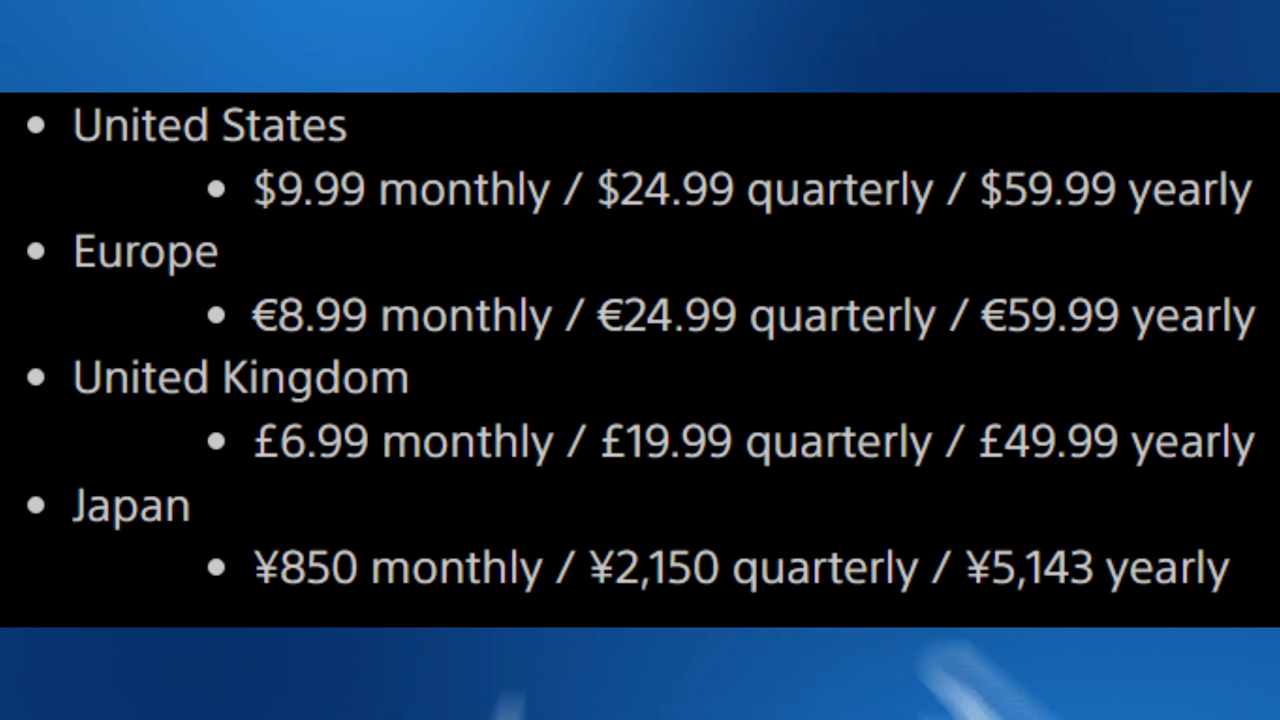 • United States
• $9.99 monthly / $24.99 quarterly / $59.99 yearly
• Europe
• €8.99 monthly / €24.99 quarterly / €59.99 yearly
• United Kingdom
• £6.99 monthly / £19.99 quarterly / £49.99 yearly
• Japan
• ¥850 monthly / ¥2,150 quarterly / ¥5,143 yearly